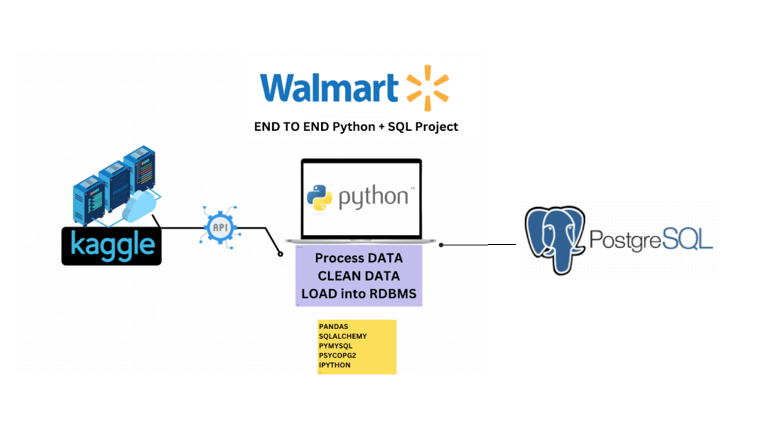 Walmart
END TO END Python + SQL Project
kaggle
API
python™
Process DATA
CLEAN DATA
LOAD into RDBMS
PostgreSQL
PANDAS
SQLALCHEMY
PYMYSQL
PSYCOPG2
IPYTHON